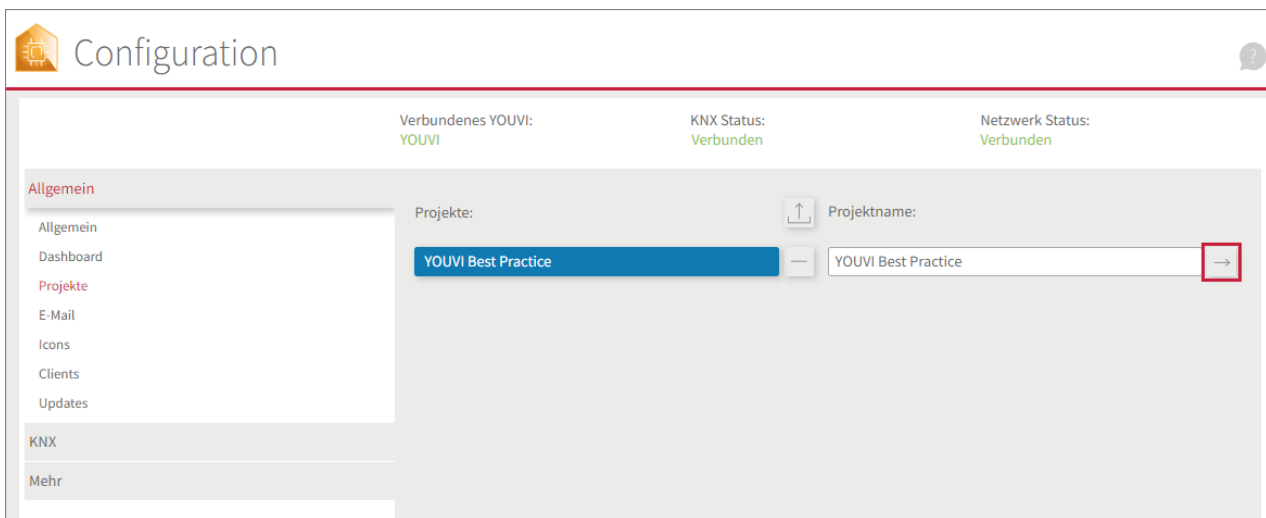 Configuration
?
Verbundenes YOUVI:
YOUVI
KNX Status:
Verbunden
Netzwerk Status:
Verbunden
Allgemein
Allgemein
Dashboard
Projekte
E-Mail
Icons
Clients
Updates
KNX
Mehr
Projekte:
Projektname:
YOUVI Best Practice
YOUVI Best Practice